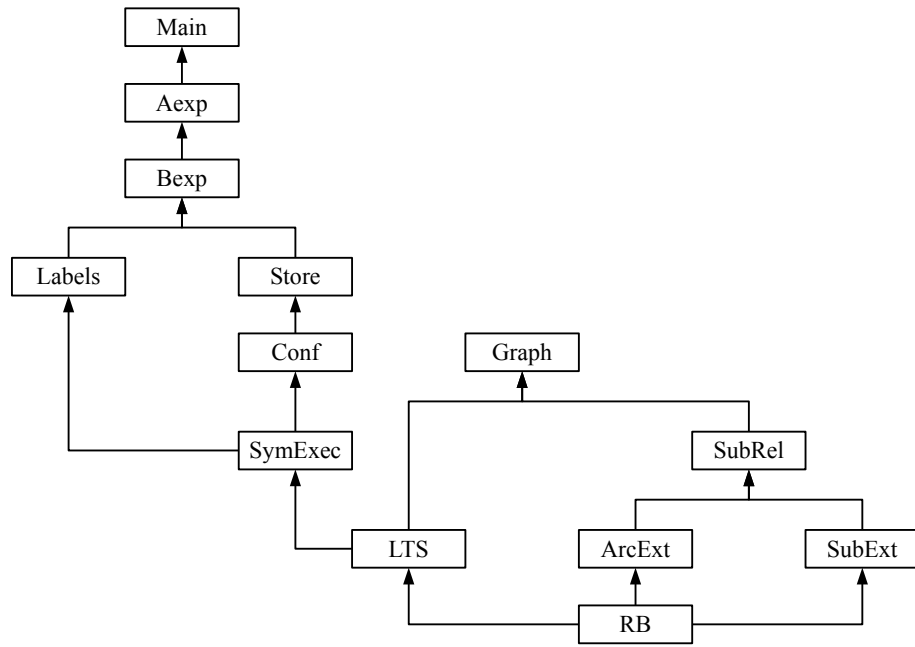 Main
Aexp
Bexp
Labels
Store
Conf
Graph
SymExec
SubRel
LTS
ArcExt
SubExt
RB